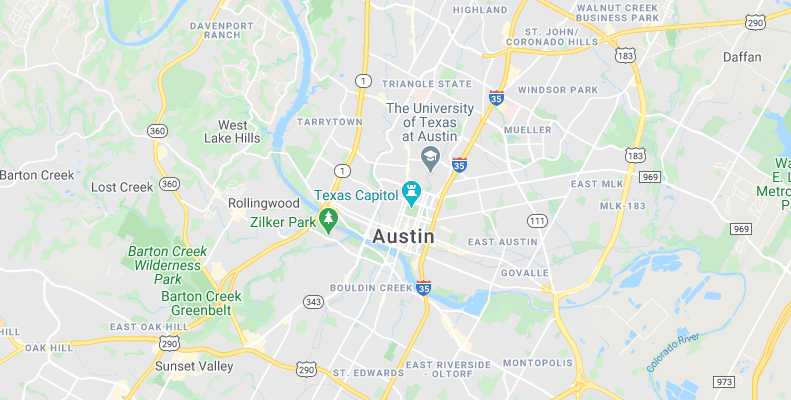 WALNUT CREEK
BUSINESS PARK
HIGHLAND
290
DAVENPORT
RANCH
ST. JOHN/
CORONADO HILLS
183
Daffan
1
TRIANGLE STATE
WINDSOR PARK
35
The University
of Texas
at Austin
TARRYTOWN
MUELLER
360
West
Lake Hills
183
35
1
Barton Creek
Lost Creek
360
969
EAST MLK
Wa
E. L
Metro
P
Texas Capitol
Rollingwood
MLK-183
Zilker Park
111
969
Austin
EAST AUSTIN
Barton Creek
Wilderness
Park
GOVALLE
BOULDIN CREEK
35
Barton Creek
Greenbelt
343
EAST OAK HILL
HILL
OAK HILL
290
Colorado River
Sunset Valley
290
ST. EDWARDS
EAST RIVERSIDE
- OLTORF
MONTOPOLIS
973